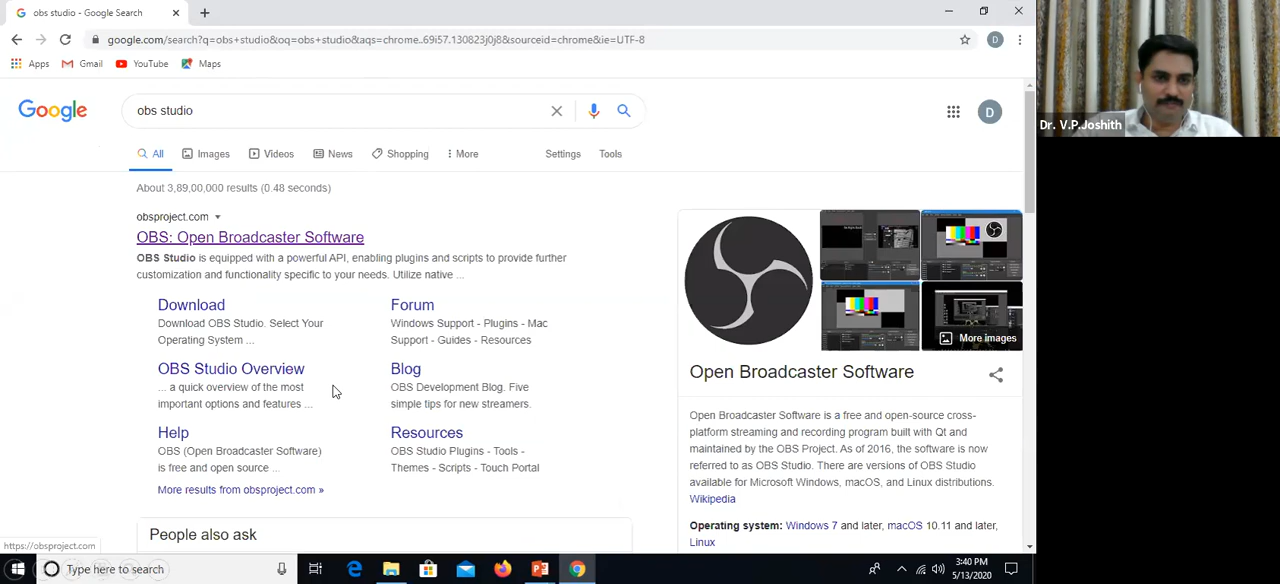 obs studio - Google Search
google.com/search?q=obs+studio&oq=obs+studio&aqs=chrome..69i57.130823j0j8&sourceid=chrome&ie=UTF-8
D
Apps
Gmail
YouTube
Maps
Google
obs studio
D
All
Images
Videos
News
Shopping
More
Settings
Tools
About 3,89,00,000 results (0.48 seconds)
obsproject.com
OBS: Open Broadcaster Software
OBS Studio is equipped with a powerful API, enabling plugins and scripts to provide further
customization and functionality specific to your needs. Utilize native ...
Download
Download OBS Studio. Select Your
Operating System ...
Forum
Windows Support - Plugins - Mac
Support - Guides - Resources
OBS Studio Overview
... a quick overview of the most
important options and features ...
Blog
OBS Development Blog. Five
simple tips for new streamers.
Help
OBS (Open Broadcaster Software)
is free and open source ...
Resources
OBS Studio Plugins - Tools -
Themes - Scripts - Touch Portal
More results from obsproject.com »
People also ask
More images
Open Broadcaster Software
Open Broadcaster Software is a free and open-source cross-
platform streaming and recording program built with Qt and
maintained by the OBS Project. As of 2016, the software is now
referred to as OBS Studio. There are versions of OBS Studio
available for Microsoft Windows, macOS, and Linux distributions.
Wikipedia
Operating system: Windows 7 and later, macOS 10.11 and later,
Linux
https://obsproject.com
Type here to search
3:40 PM
5/13/2020
Dr. V.P.Joshith